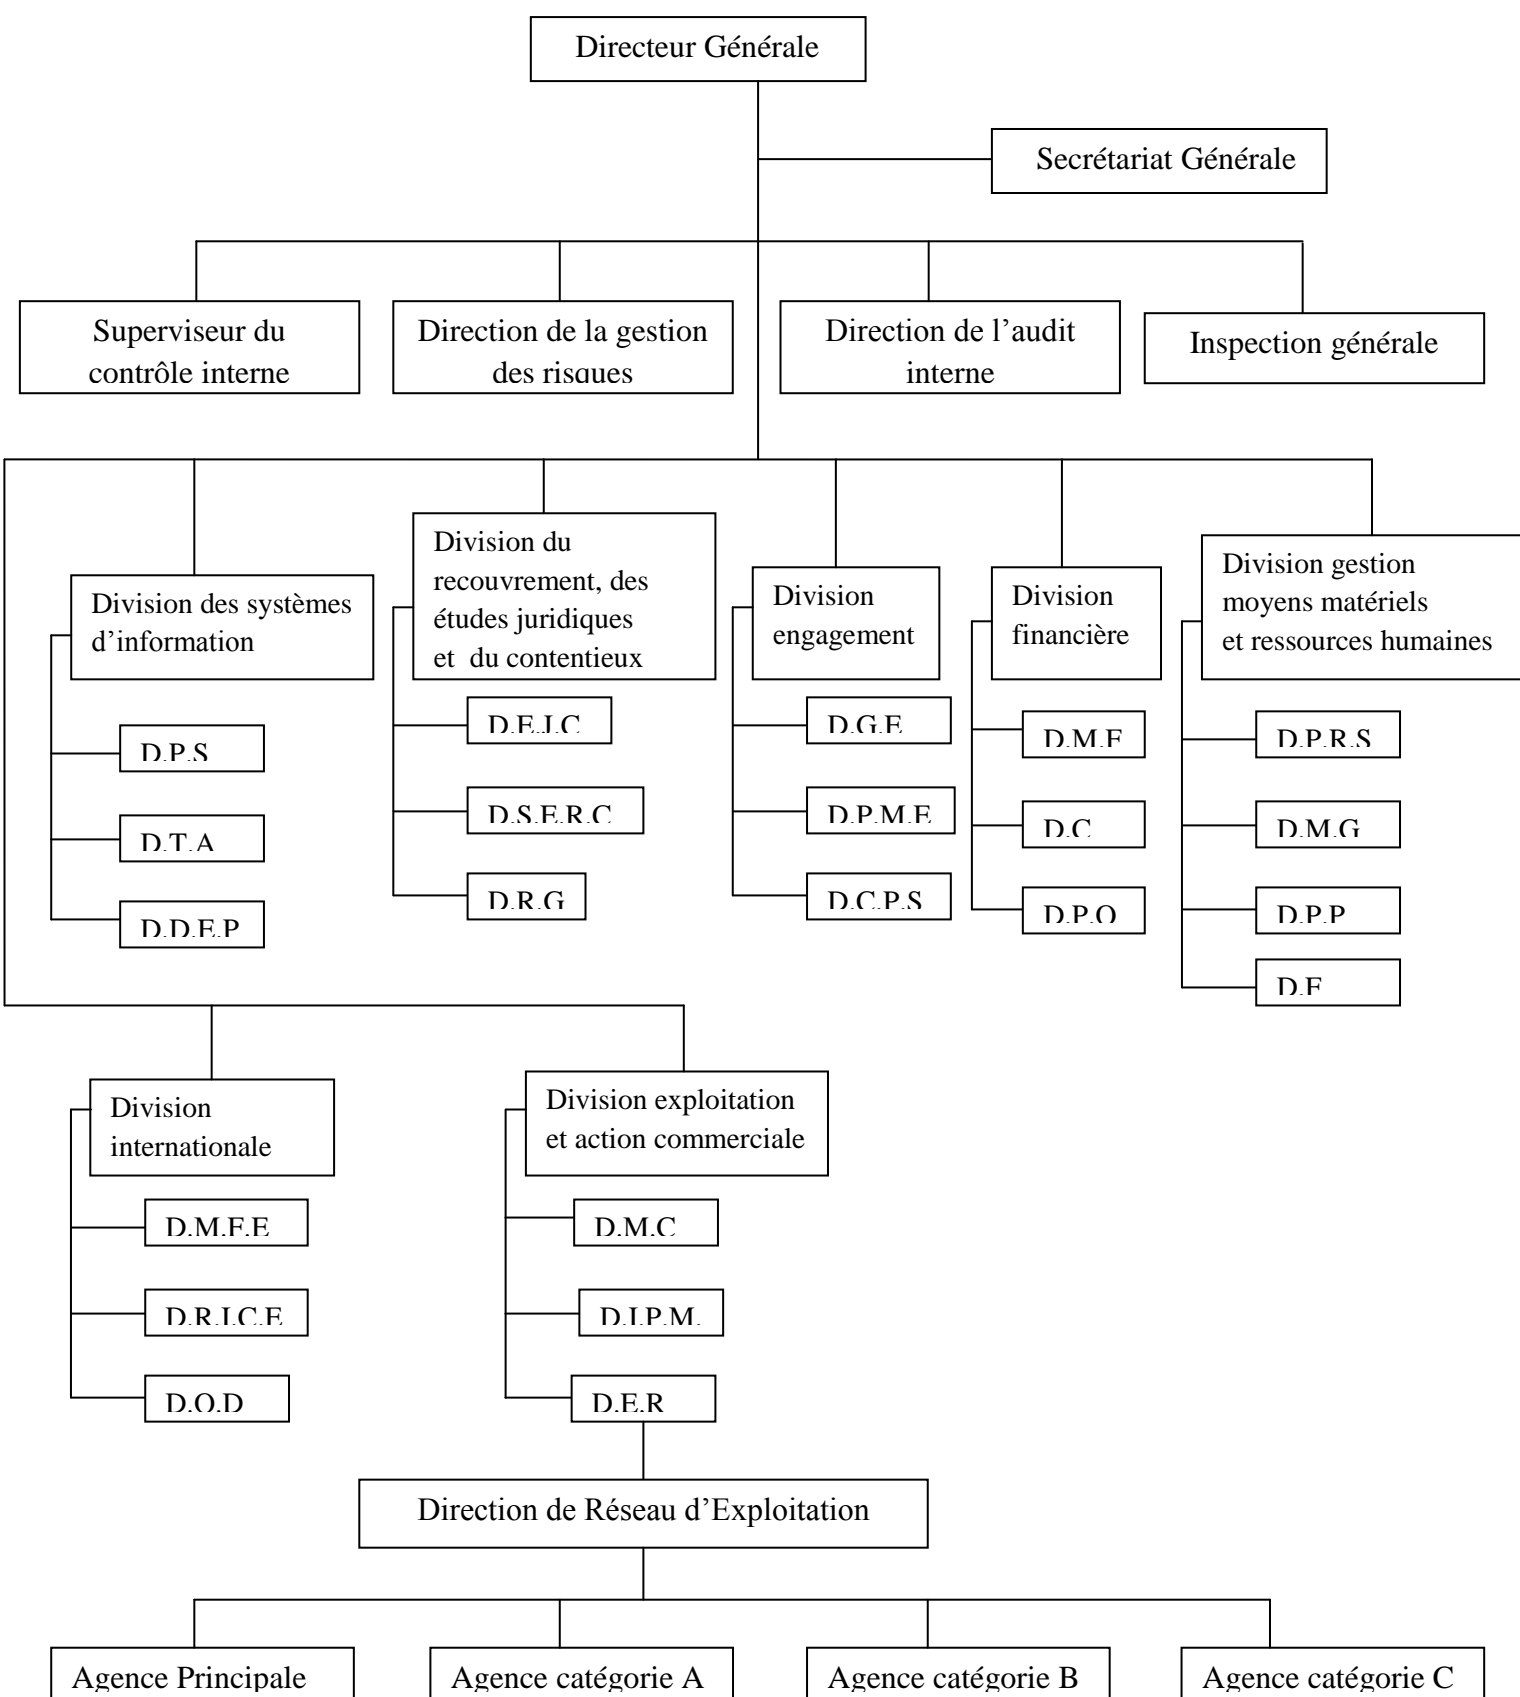 Directeur Générale
Secrétariat Générale
Superviseur du
contrôle interne
Direction de la gestion
des risques
Direction de l’audit
interne
Inspection générale
Division des systèmes
d’information
D.P.S
D.T.A
D.D.E.P
Division du
recouvrement, des
études juridiques
et du contentieux
D.E.J.C
D.S.E.R.C
D.R.G
Division
engagement
D.G.E
D.P.M.E
D.C.P.S
Division
financière
D.M.F
D.C
D.P.O
Division gestion
moyens matériels
et ressources humaines
D.P.R.S
D.M.G
D.P.P
D.F
Division
internationale
D.M.F.E
D.R.I.C.E
D.O.D
Division exploitation
et action commerciale
D.M.C
D.I.P.M.
D.E.R
Direction de Réseau d’Exploitation
Agence Principale
Agence catégorie A
Agence catégorie B
Agence catégorie C